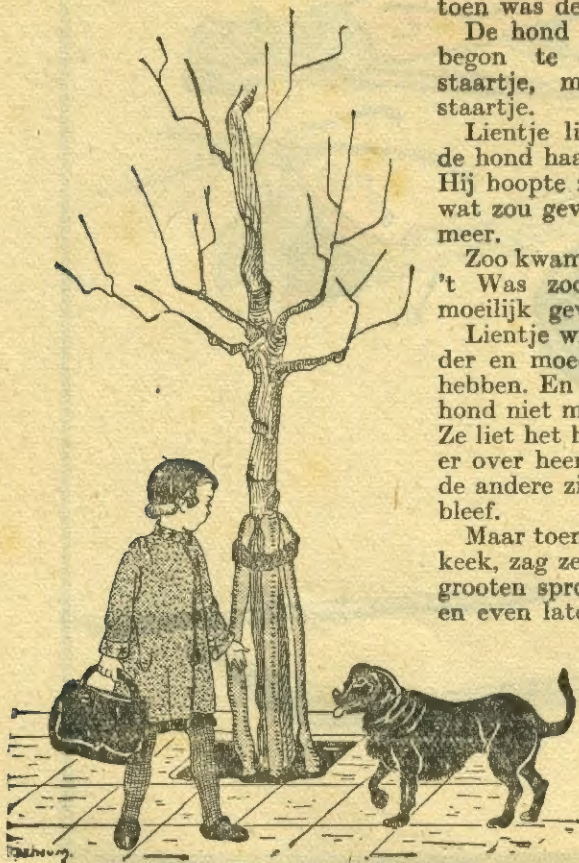 toen was de
De hond
begon te
staartje, m
staartje.
Lientje li
de hond haa
Hij hoopte
wat zou gev
meer.
Zoo kwam
't Was zoo
moeilijk gev
Lientje w
der en moe
hebben. En
hond niet m
Ze liet het h
er over heen
de andere zi
bleef.
Maar toen
keek, zag ze
grooten spro
en even late